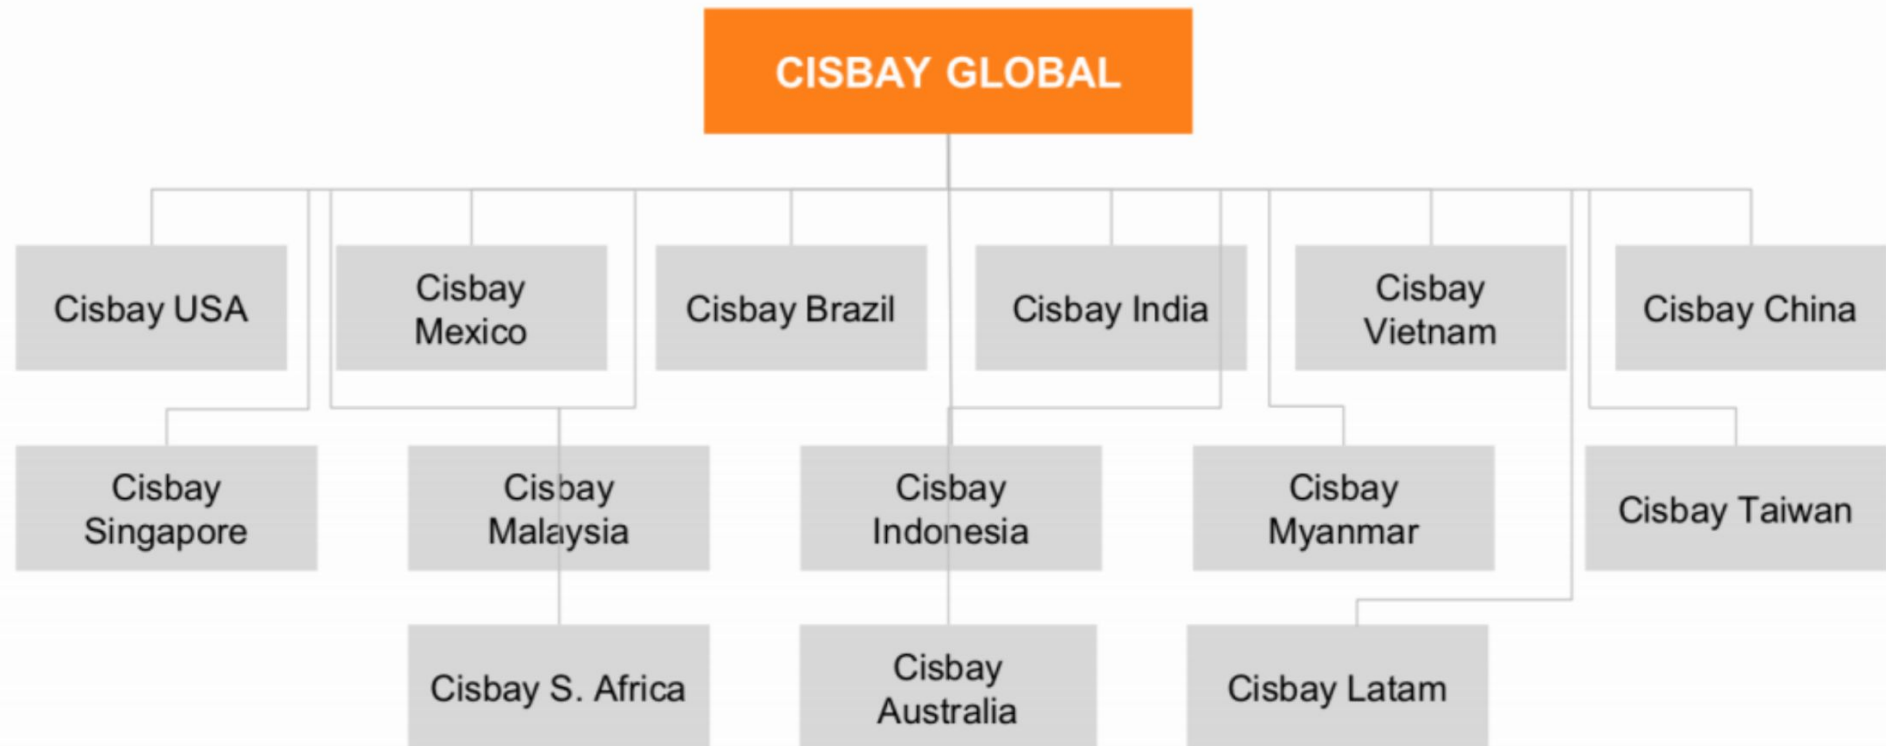 CISBAY GLOBAL
Cisbay USA
Cisbay
Mexico
Cisbay Brazil
Cisbay India
Cisbay
Vietnam
Cisbay China
Cisbay
Singapore
Cisbay
Malaysia
Cisbay
Indonesia
Cisbay
Myanmar
Cisbay Taiwan
Cisbay S. Africa
Cisbay
Australia
Cisbay Latam